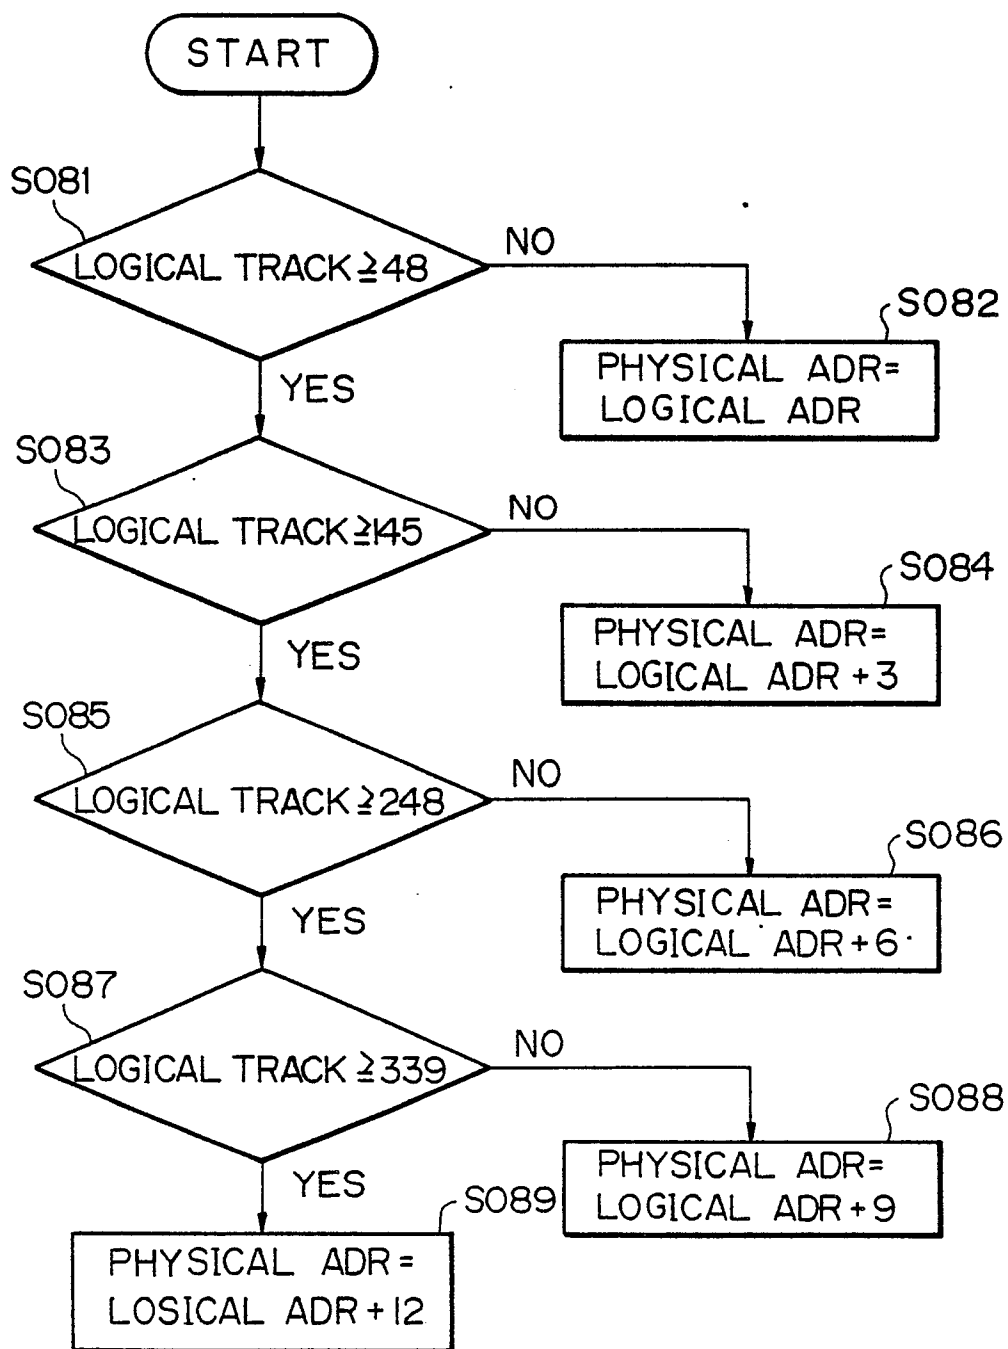 START
S081
LOGICAL TRACK≧48
NO
S082
PHYSICAL ADR=
LOGICAL ADR
YES
S083
LOGICAL TRACK≧145
NO
S084
PHYSICAL ADR=
LOGICAL ADR+3
YES
S085
LOGICAL TRACK≧248
NO
S086
PHYSICAL ADR=
LOGICAL ADR+6
YES
S087
LOGICAL TRACK≧339
NO
S088
PHYSICAL ADR=
LOGICAL ADR+9
YES
S089
PHYSICAL ADR=
LOSICAL ADR+12